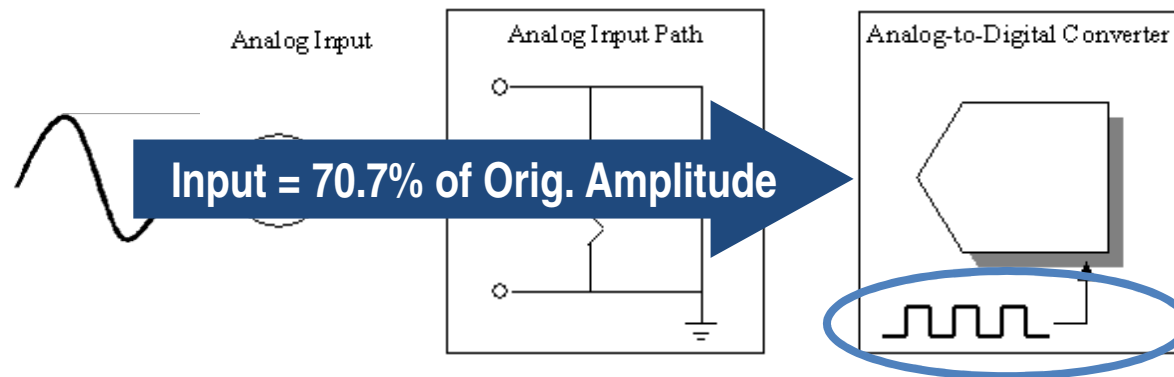 Analog Input
Analog Input Path
Analog-to-Digital Converter
Input = 70.7% of Orig. Amplitude